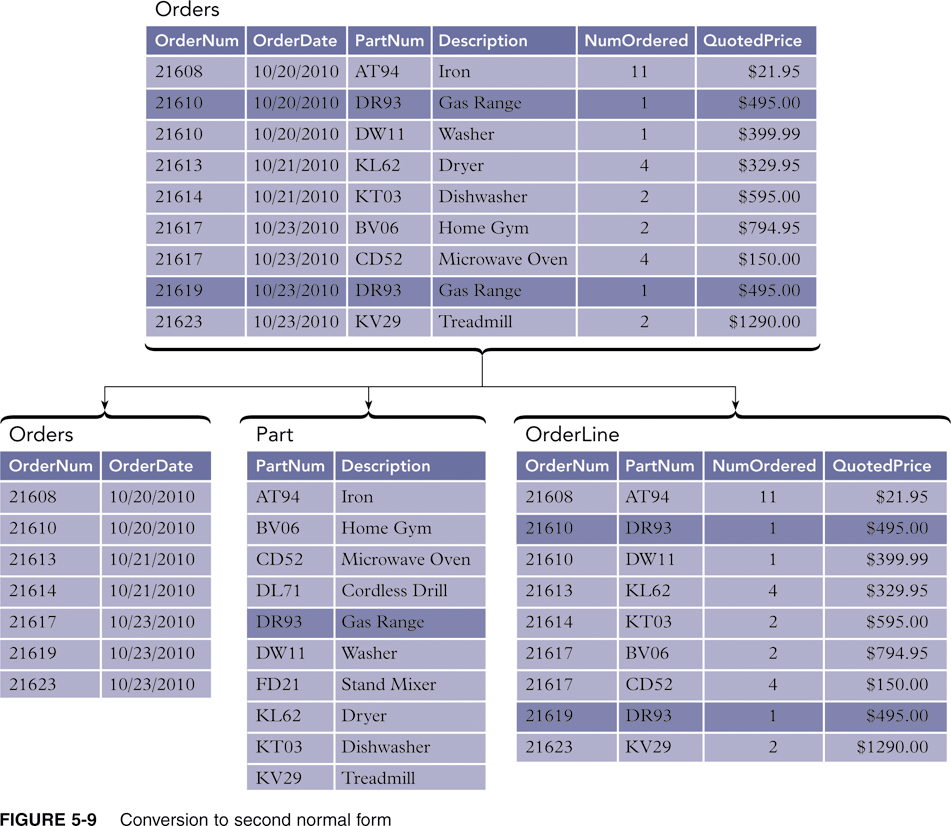 Orders
OrderNum OrderDate PartNum Description NumOrdered QuotedPrice
21608 10/20/2010 AT94 Iron 11 $21.95
21610 10/20/2010 DR93 Gas Range 1 $495.00
21610 10/20/2010 DW11 Washer 1 $399.99
21613 10/21/2010 KL62 Dryer 4 $329.95
21614 10/21/2010 KT03 Dishwasher 2 $595.00
21617 10/23/2010 BV06 Home Gym 2 $794.95
21617 10/23/2010 CD52 Microwave Oven 4 $150.00
21619 10/23/2010 DR93 Gas Range 1 $495.00
21623 10/23/2010 KV29 Treadmill 2 $1290.00
Orders
OrderNum OrderDate
21608 10/20/2010
21610 10/20/2010
21613 10/21/2010
21614 10/21/2010
21617 10/23/2010
21619 10/23/2010
21623 10/23/2010
Part
PartNum Description
AT94 Iron
BV06 Home Gym
CD52 Microwave Oven
DL71 Cordless Drill
DR93 Gas Range
DW11 Washer
FD21 Stand Mixer
KL62 Dryer
KT03 Dishwasher
KV29 Treadmill
OrderLine
OrderNum PartNum NumOrdered QuotedPrice
21608 AT94 11 $21.95
21610 DR93 1 $495.00
21610 DW11 1 $399.99
21613 KL62 4 $329.95
21614 KT03 2 $595.00
21617 BV06 2 $794.95
21617 CD52 4 $150.00
21619 DR93 1 $495.00
21623 KV29 2 $1290.00
FIGURE 5-9 Conversion to second normal form